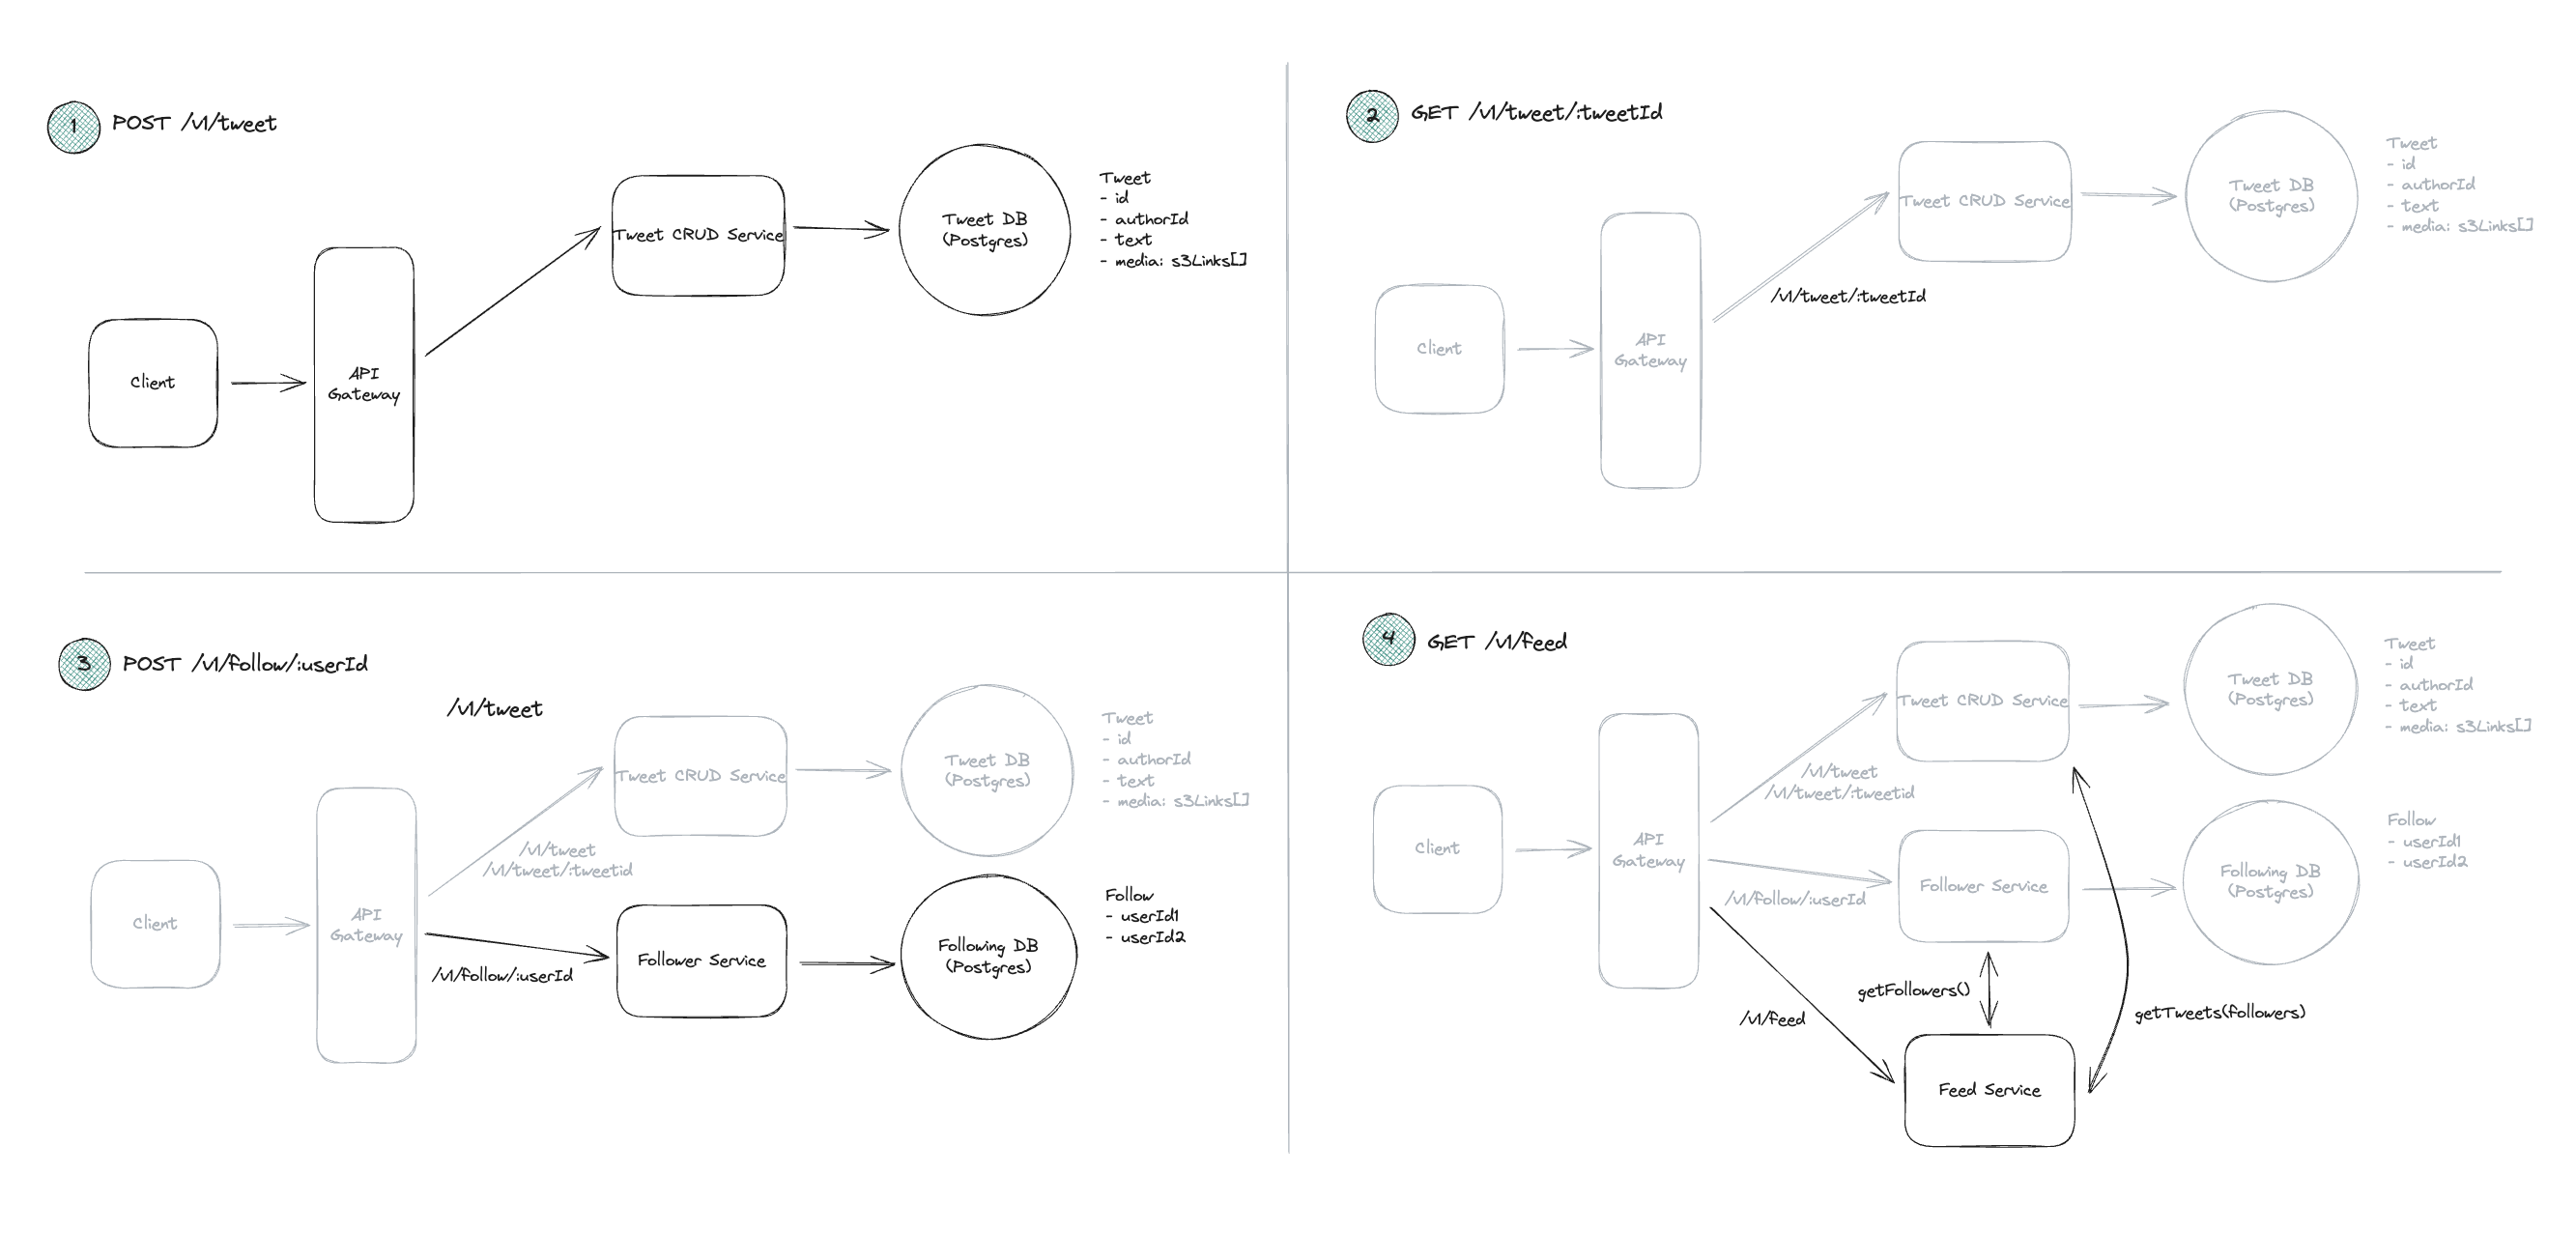 1 POST /v1/tweet
Client
API
Gateway
Tweet CRUD Service
Tweet DB
(Postgres)
Tweet
- id
- authorId
- text
- media: s3Links[]
2 GET /v1/tweet/:tweetId
Client
API
Gateway
/v1/tweet/:tweetId
Tweet CRUD Service
Tweet DB
(Postgres)
Tweet
- id
- authorId
- text
- media: s3Links[]
3 POST /v1/follow/:userId
/v1/tweet
Client
API
Gateway
/v1/tweet
/v1/tweet/:tweetid
Tweet CRUD Service
Tweet DB
(Postgres)
Tweet
- id
- authorId
- text
- media: s3Links[]
/v1/follow/:userId
Follower Service
Following DB
(Postgres)
Follow
- userId1
- userId2
4 GET /v1/feed
Client
API
Gateway
/v1/tweet
/v1/tweet/:tweetid
Tweet CRUD Service
Tweet DB
(Postgres)
Tweet
- id
- authorId
- text
- media: s3Links[]
/v1/follow/:userId
Follower Service
Following DB
(Postgres)
Follow
- userId1
- userId2
getFollowers()
/v1/feed
getTweets(followers)
Feed Service